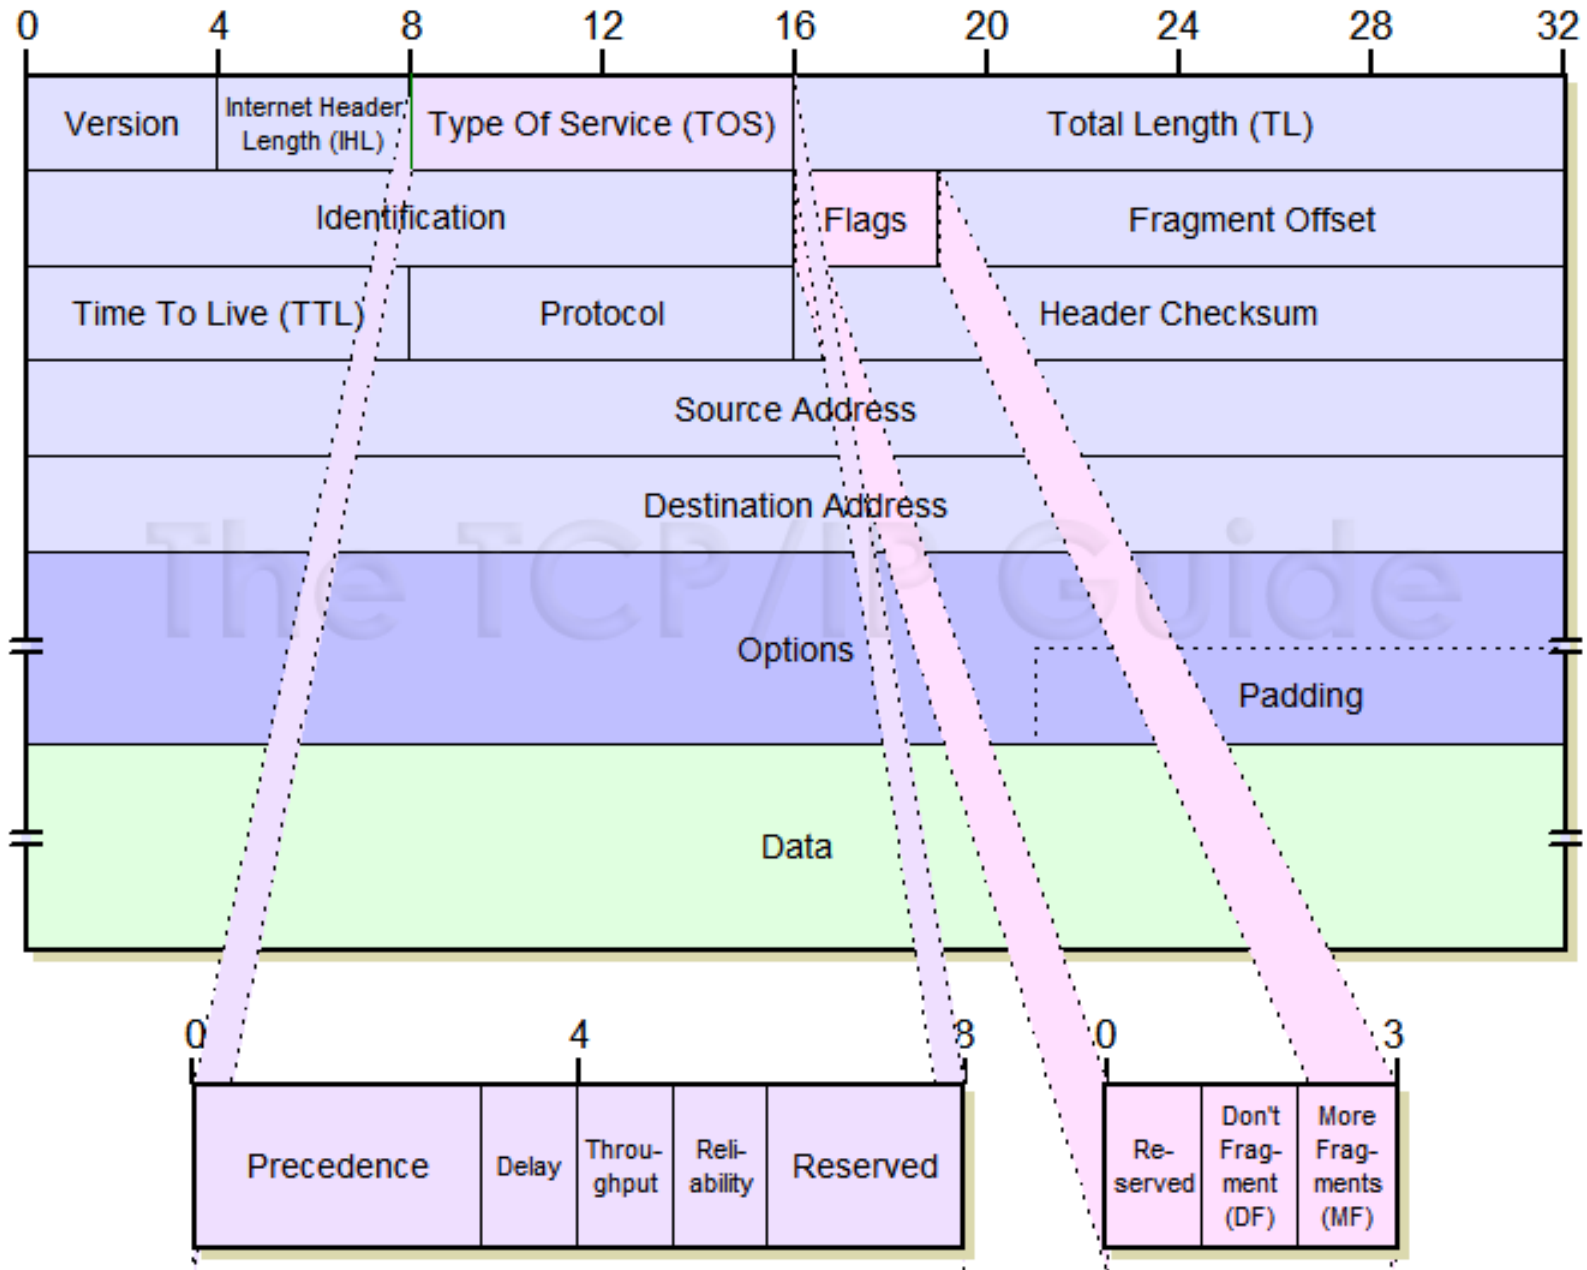 0 4 8 12 16 20 24 28 32
Version
Internet Header
Length (IHL)
Type Of Service (TOS)
Total Length (TL)
Identification
Flags
Fragment Offset
Time To Live (TTL)
Protocol
Header Checksum
Source Address
Destination Address
The TCP/IP Guide
Options
Padding
Data
0 4 8
Precedence
Delay
Throu-
ghput
Reli-
ability
Reserved
0 3
Re-
served
Don't
Frag-
ment
(DF)
More
Frag-
ments
(MF)